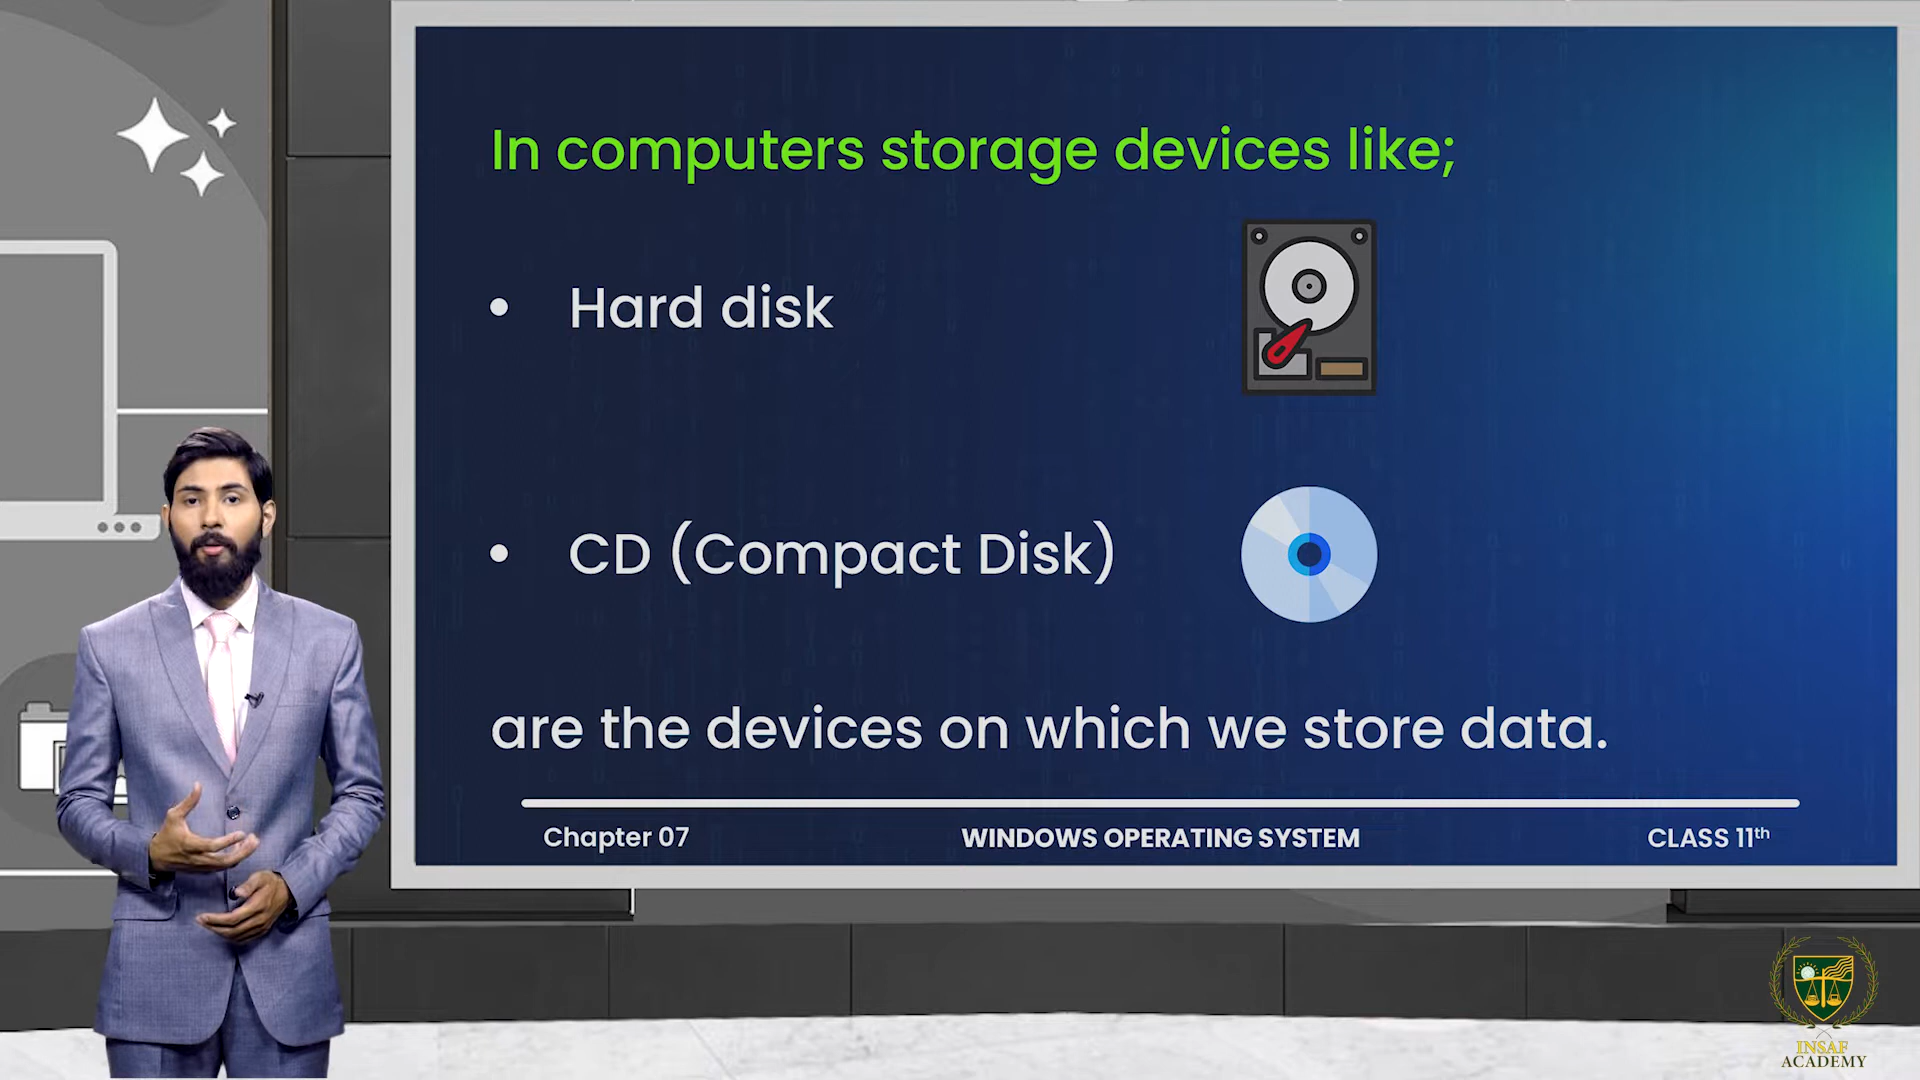 In computers storage devices like;
• Hard disk
• CD (Compact Disk)
are the devices on which we store data.
Chapter 07
WINDOWS OPERATING SYSTEM
CLASS 11th
INSAF
ACADEMY